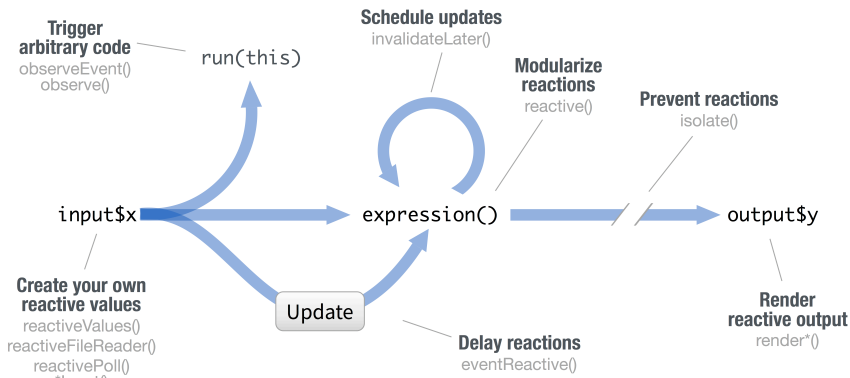 Trigger
arbitrary code
observeEvent()
observe()
run(this)
Schedule updates
invalidateLater()
Modularize
reactions
reactive()
Prevent reactions
isolate()
input$x
expression()
output$y
Create your own
reactive values
reactiveValues()
reactiveFileReader()
reactivePoll()
Update
Delay reactions
eventReactive()
Render
reactive output
render*()